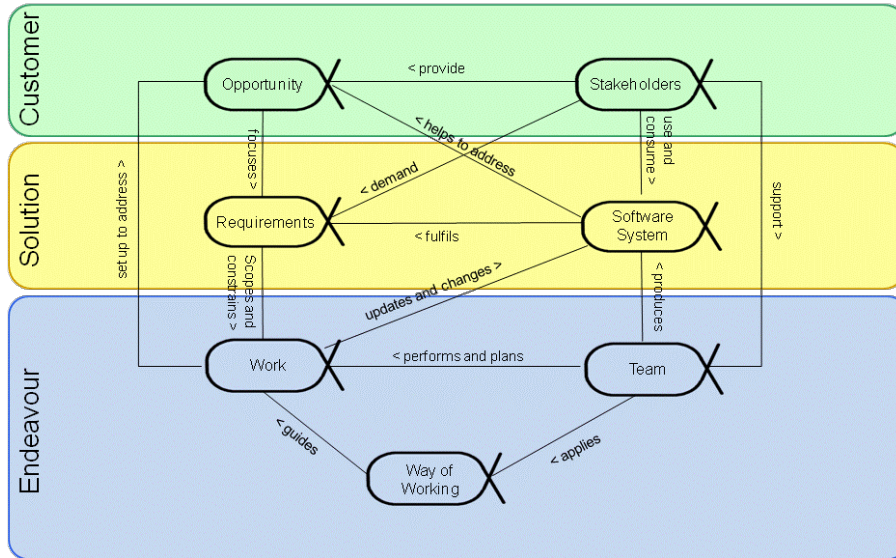 Customer
Opportunity
< provide
Stakeholders
focuses >
< helps to address
use and
consume >
< demand
set up to address >
support >
Solution
Requirements
< fulfils
Software
System
Scopes and
constrains >
updates and changes >
< produces
Endeavour
Work
< performs and plans
Team
< guides
< applies
Way of
Working